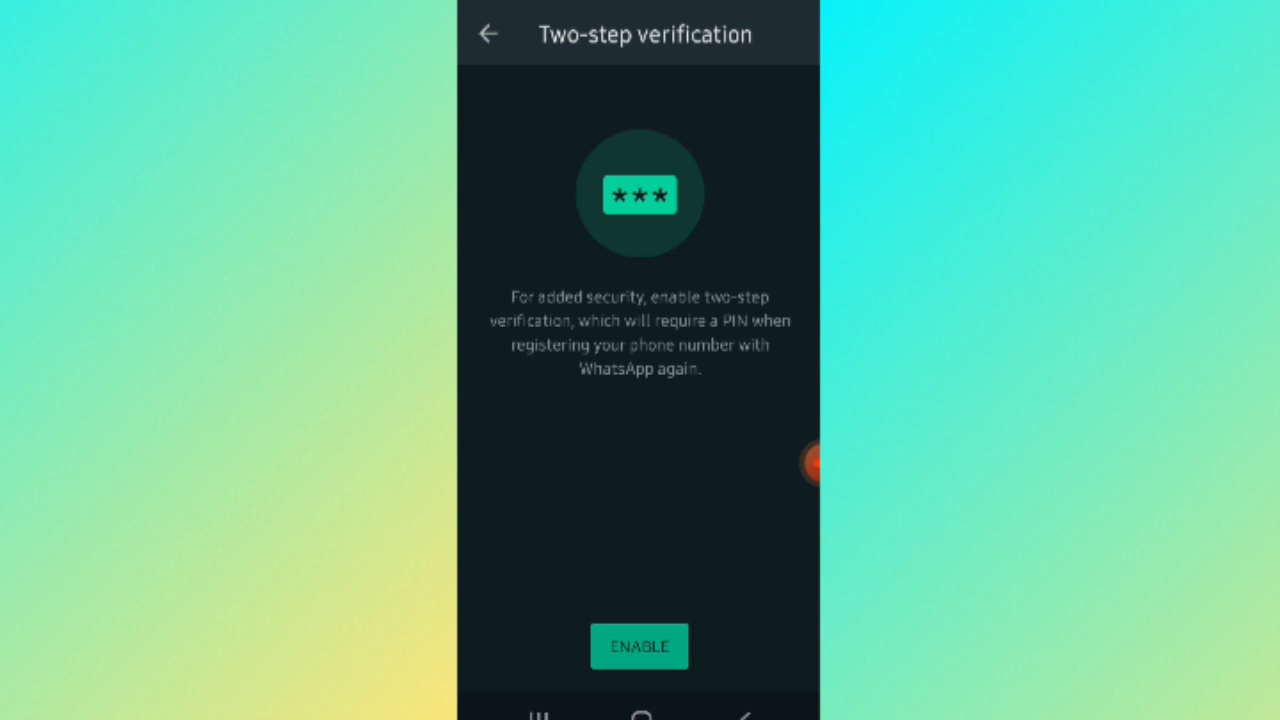 Two-step verification
***
For added security, enable two-step
verification, which will require a PIN when
registering your phone number with
WhatsApp again.
ENABLE